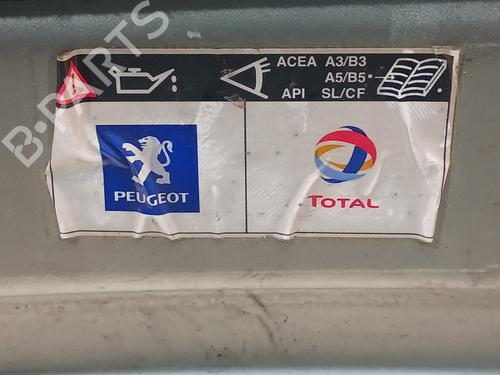 B-PARTS
ACEA A3/B3
A5/B5
API SL/CF
PEUGEOT
TOTAL